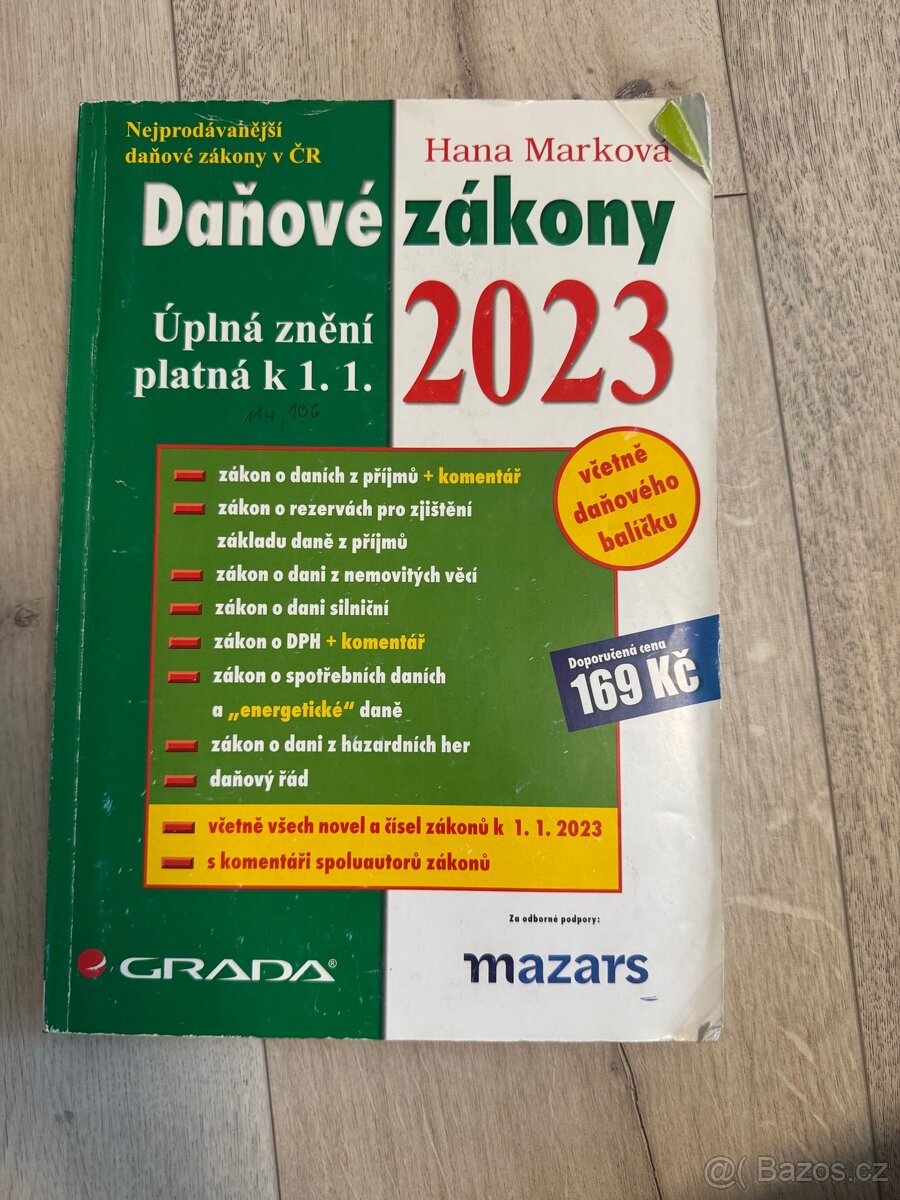 Nejprodávanější
daňové zákony v ČR
Hana Marková
Daňové zákony
2023
Úplná znění
platná k 1. 1.
114, 106
včetně
daňového
balíčku
zákon o daních z příjmů + komentář
zákon o rezervách pro zjištění
základu daně z příjmů
zákon o dani z nemovitých věcí
zákon o dani silniční
zákon o DPH + komentář
zákon o spotřebních daních
a „energetické“ daně
zákon o dani z hazardních her
daňový řád
Doporučená cena
169 Kč
včetně všech novel a čísel zákonů k 1. 1. 2023
s komentáři spoluautorů zákonů
Za odborné podpory:
GRADA®
mazars
@( Bazos.cz